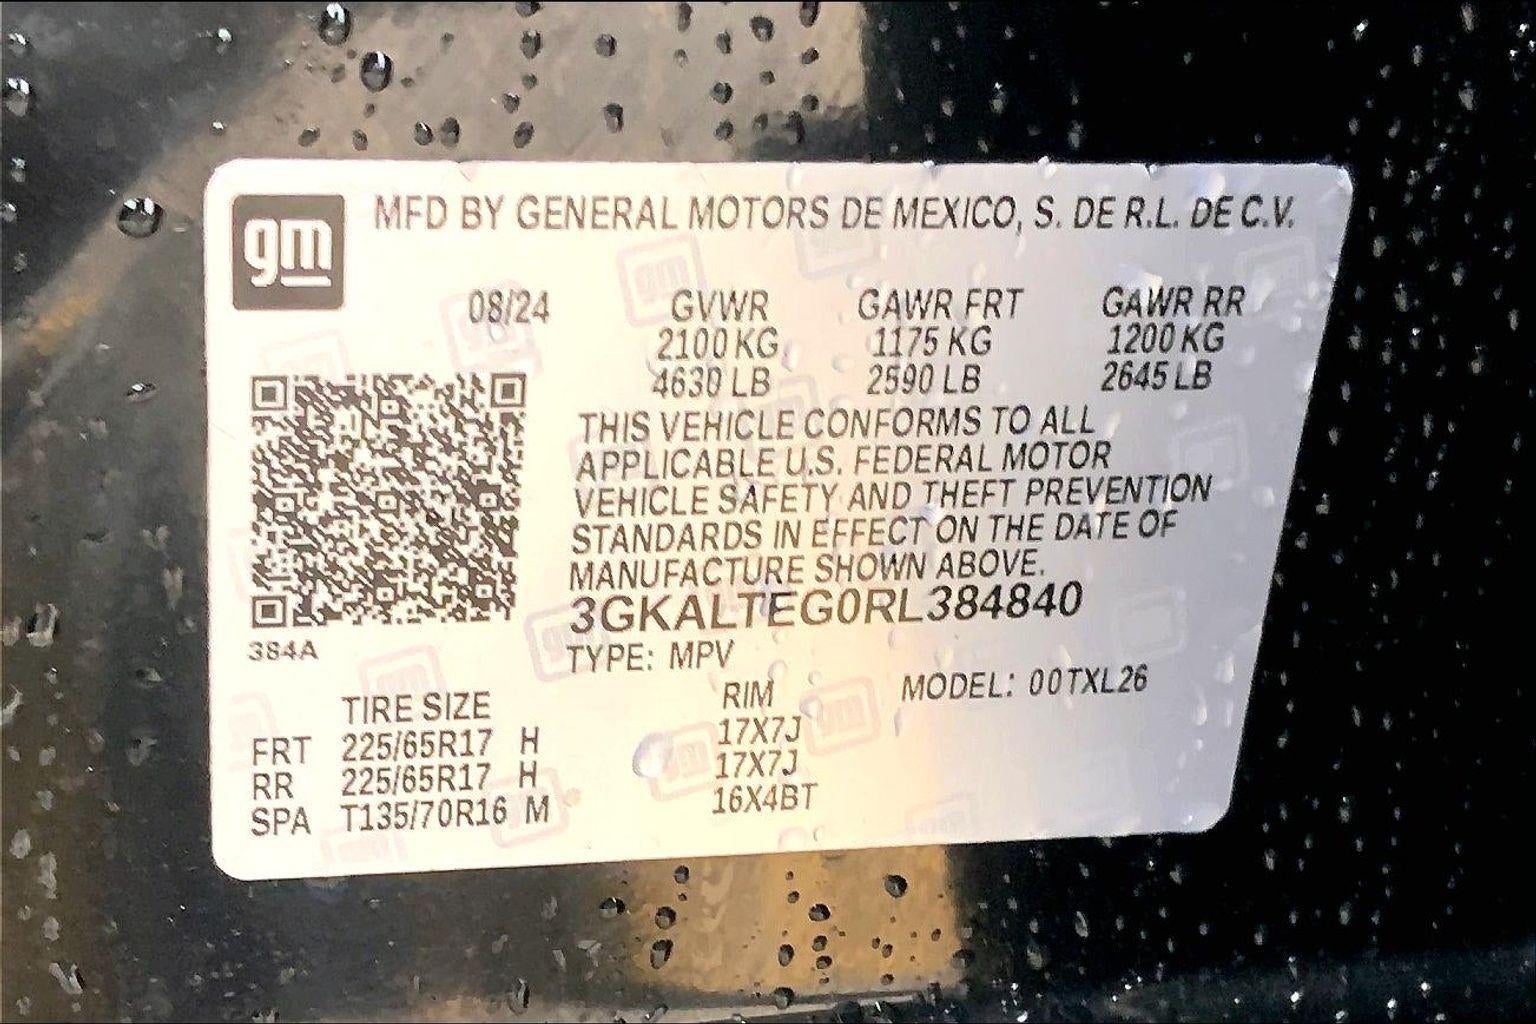 gm
MFD BY GENERAL MOTORS DE MEXICO, S. DE R.L. DE C.V.
08/24 GVWR GAWR FRT GAWR RR
2100 KG 1175 KG 1200 KG
4630 LB 2590 LB 2645 LB
THIS VEHICLE CONFORMS TO ALL
APPLICABLE U.S. FEDERAL MOTOR
VEHICLE SAFETY AND THEFT PREVENTION
STANDARDS IN EFFECT ON THE DATE OF
MANUFACTURE SHOWN ABOVE.
3GKALTEG0RL384840
384A
TYPE: MPV
MODEL: 00TXL26
TIRE SIZE RIM
FRT 225/65R17 H 17X7J
RR 225/65R17 H 17X7J
SPA T135/70R16 M 16X4BT